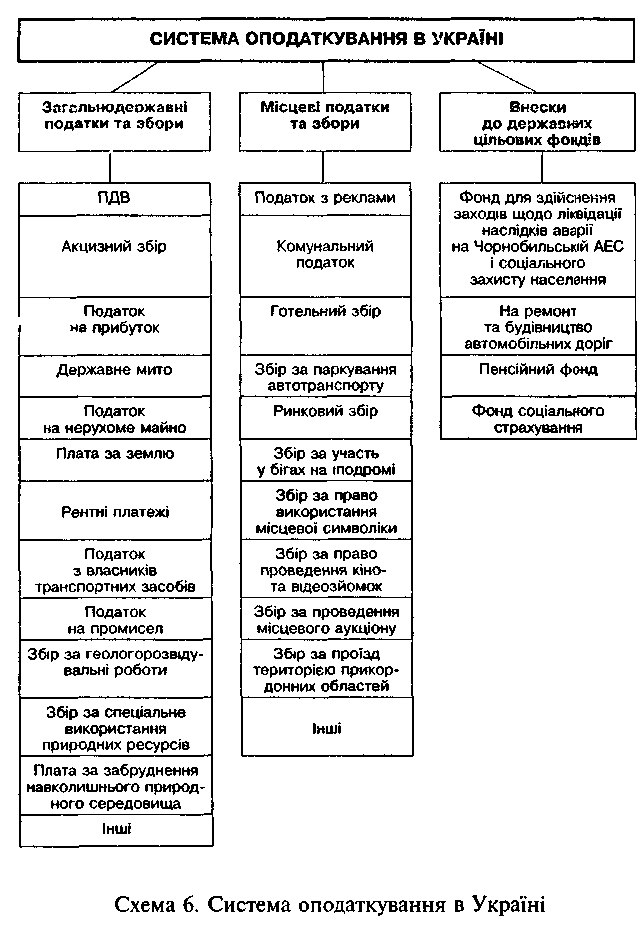 СИСТЕМА ОПОДАТКУВАННЯ В УКРАЇНІ
Загальнодержавні
податки та збори
ПДВ
Акцизний збір
Податок
на прибуток
Державне мито
Податок
на нерухоме майно
Плата за землю
Рентні платежі
Податок
з власників
транспортних засобів
Податок
на промисел
Збір за геологорозвіду-
вальні роботи
Збір за спеціальне
використання
природних ресурсів
Плата за забруднення
навколишнього природ-
ного середовища
Інші
Місцеві податки
та збори
Податок з реклами
Комунальний
податок
Готельний збір
Збір за паркування
автотранспорту
Ринковий збір
Збір за участь
у бігах на іподромі
Збір за право
використання
місцевої символіки
Збір за право
проведення кіно-
та відеозйомок
Збір за проведення
місцевого аукціону
Збір за проїзд
територією прикор-
донних областей
Інші
Внески
до державних
цільових фондів
Фонд для здійснення
заходів щодо ліквідації
наслідків аварії
на Чорнобильській АЕС
і соціального
захисту населення
На ремонт
та будівництво
автомобільних доріг
Пенсійний фонд
Фонд соціального
страхування
Схема 6. Система оподаткування в Україні